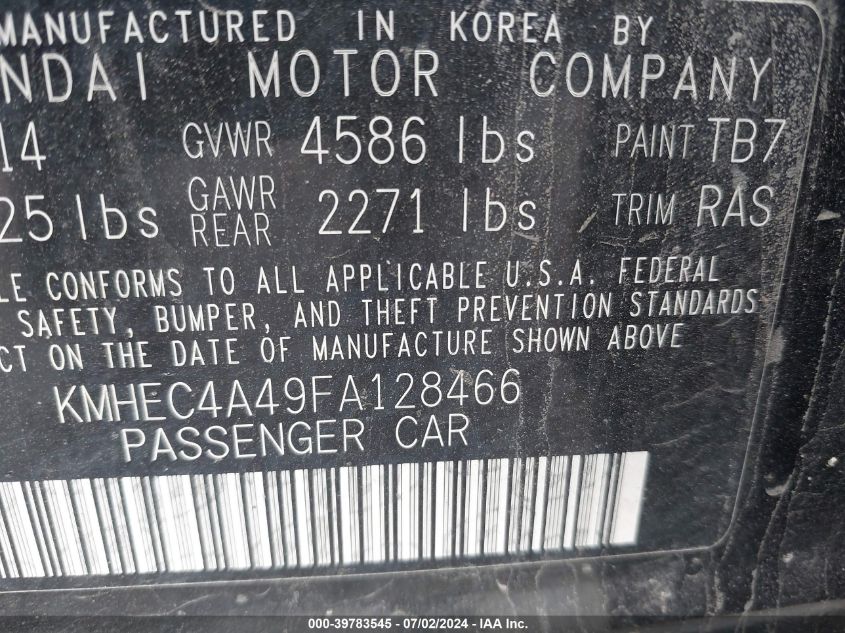 MANUFACTURED IN KOREA BY
NDAI MOTOR COMPANY
14 GVWR 4586 lbs PAINT TB7
25 lbs GAWR REAR 2271 lbs TRIM RAS
LE CONFORMS TO ALL APPLICABLE U.S.A. FEDERAL
SAFETY, BUMPER, AND THEFT PREVENTION STANDARDS
CT ON THE DATE OF MANUFACTURE SHOWN ABOVE
KMHEC4A49FA128466
PASSENGER CAR
000-39783545 / 07/02/2024 - IAA Inc.